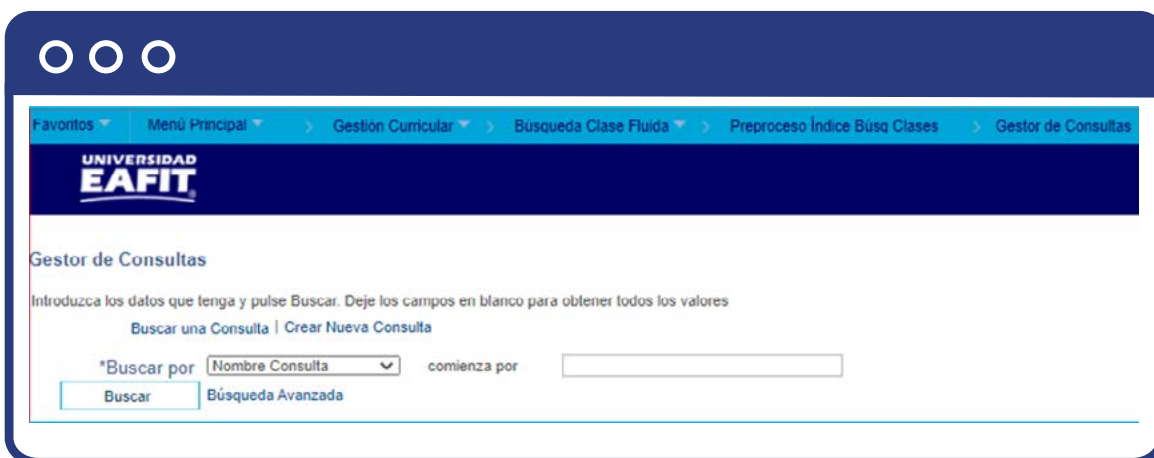 Favoritos Menú Principal > Gestión Curricular > Búsqueda Clase Fluida > Preproceso Índice Búsq Clases > Gestor de Consultas
UNIVERSIDAD
EAFIT
Gestor de Consultas
Introduzca los datos que tenga y pulse Buscar. Deje los campos en blanco para obtener todos los valores
Buscar una Consulta | Crear Nueva Consulta
*Buscar por Nombre Consulta comienza por
Buscar Búsqueda Avanzada